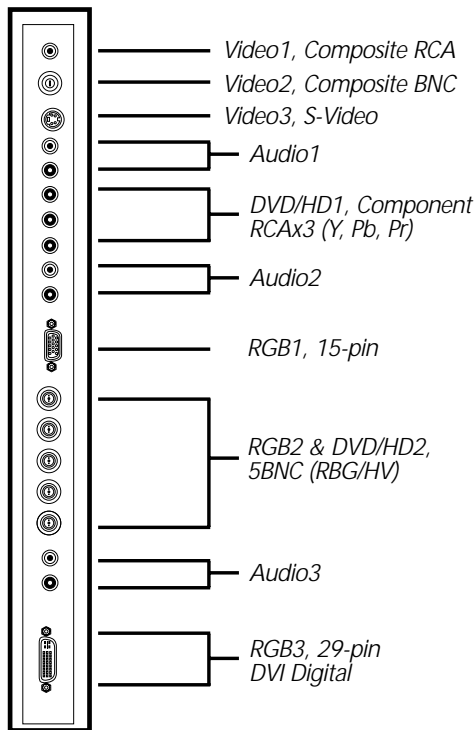 Video1, Composite RCA
Video2, Composite BNC
Video3, S-Video
Audio1
DVD/HD1, Component
RCAx3 (Y, Pb, Pr)
Audio2
RGB1, 15-pin
RGB2 & DVD/HD2,
5BNC (RBG/HV)
Audio3
RGB3, 29-pin
DVI Digital